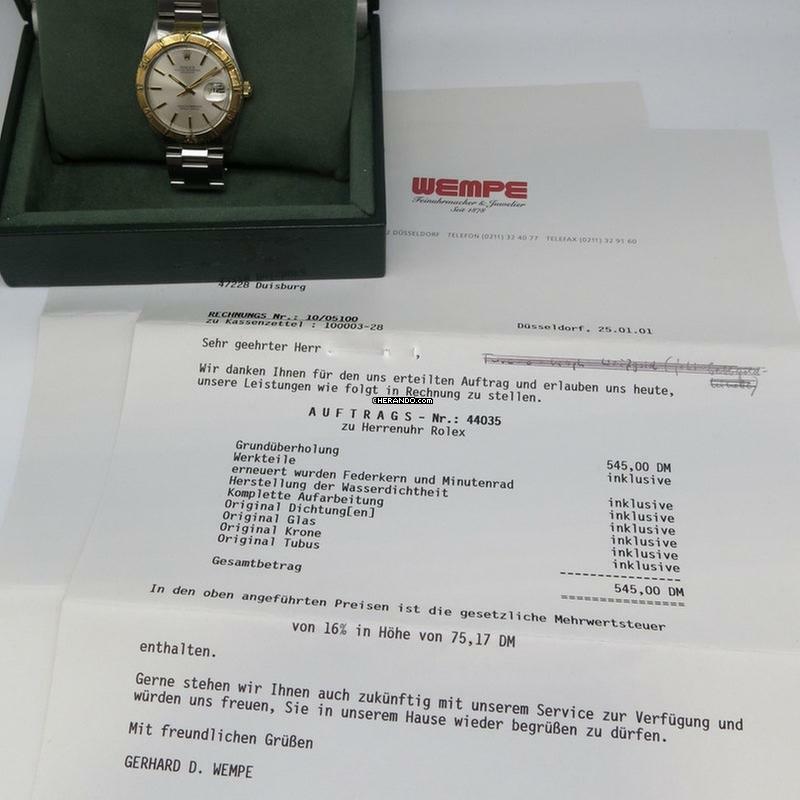 ROLEX
WEMPE
Feinuhrmacher & Juwelier
Seit 1878
DÜSSELDORF TELEFON (0211) 32 40 77 TELEFAX (0211) 32 91 60
47228 Duisburg
RECHNUNGS Nr.: 10/05100
zu Kassenzettel : 100003-28
Düsseldorf, 25.01.01
Sehr geehrter Herr ,
Wir danken Ihnen für den uns erteilten Auftrag und erlauben uns heute,
unsere Leistungen wie folgt in Rechnung zu stellen.
CHERANDO.com
AUFTRAGS - Nr.: 44035
zu Herrenuhr Rolex
Grundüberholung 545,00 DM
Werkteile inklusive
erneuert wurden Federkern und Minutenrad
Herstellung der Wasserdichtheit inklusive
Komplette Aufarbeitung inklusive
Original Dichtung[en] inklusive
Original Glas inklusive
Original Krone inklusive
Original Tubus inklusive
Gesamtbetrag 545,00 DM
In den oben angeführten Preisen ist die gesetzliche Mehrwertsteuer
von 16% in Höhe von 75,17 DM
enthalten.
Gerne stehen wir Ihnen auch zukünftig mit unserem Service zur Verfügung und
würden uns freuen, Sie in unserem Hause wieder begrüßen zu dürfen.
Mit freundlichen Grüßen
GERHARD D. WEMPE